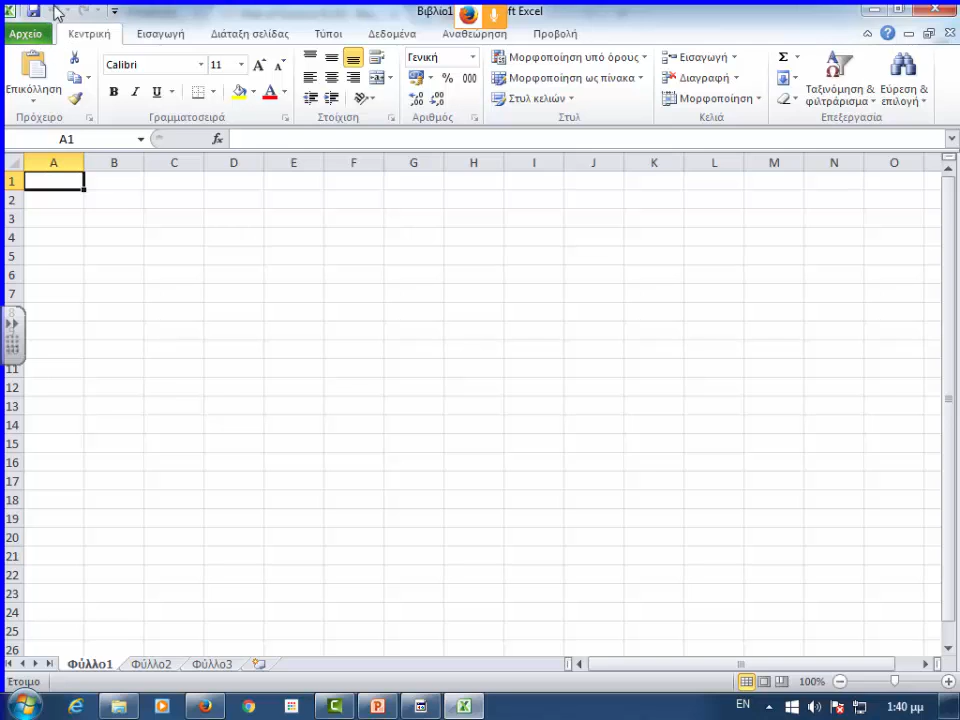 Βιβλίο1
ft Excel
Αρχείο Κεντρική Εισαγωγή Διάταξη σελίδας Τύποι Δεδομένα Αναθεώρηση Προβολή
Επικόλληση
Calibri 11
B I U
Γενική
% 000
Μορφοποίηση υπό όρους
Μορφοποίηση ως πίνακα
Στυλ κελιών
Εισαγωγή
Διαγραφή
Μορφοποίηση
Σ
Ταξινόμηση & φιλτράρισμα
Εύρεση & επιλογή
Πρόχειρο Γραμματοσειρά Στοίχιση Αριθμός Στυλ Κελιά Επεξεργασία
A1 fx
A B C D E F G H I J K L M N O
1
2
3
4
5
6
7
8
11
12
13
14
15
16
17
18
19
20
21
22
23
24
25
26
Φύλλο1 Φύλλο2 Φύλλο3
Έτοιμο 100%
EN 1:40 μμ